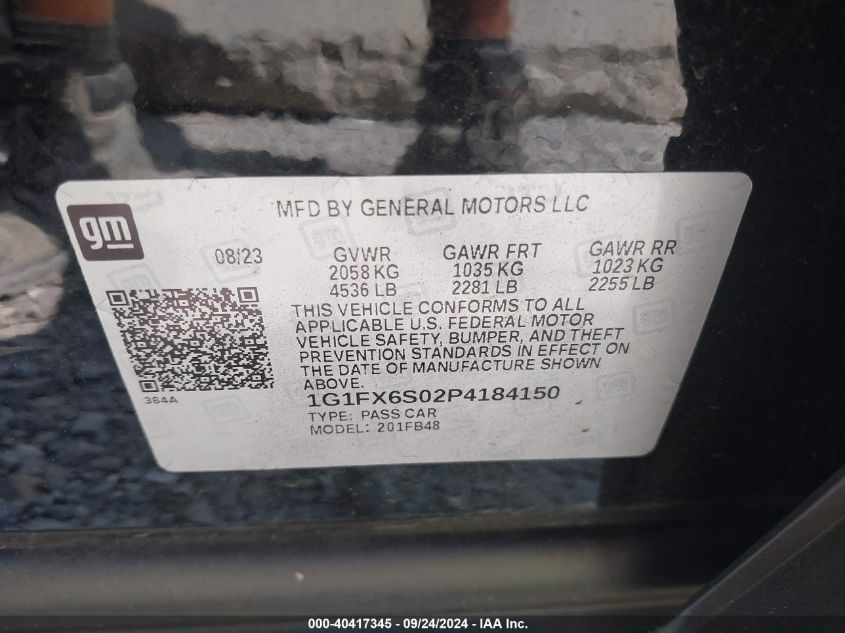 gm
MFD BY GENERAL MOTORS LLC
08/23 GVWR GAWR FRT GAWR RR
2058 KG 1035 KG 1023 KG
4536 LB 2281 LB 2255 LB
THIS VEHICLE CONFORMS TO ALL
APPLICABLE U.S. FEDERAL MOTOR
VEHICLE SAFETY, BUMPER, AND THEFT
PREVENTION STANDARDS IN EFFECT ON
THE DATE OF MANUFACTURE SHOWN
ABOVE.
384A
1G1FX6S02P4184150
TYPE: PASS CAR
MODEL: 201FB48
000-40417345 - 09/24/2024 - IAA Inc.